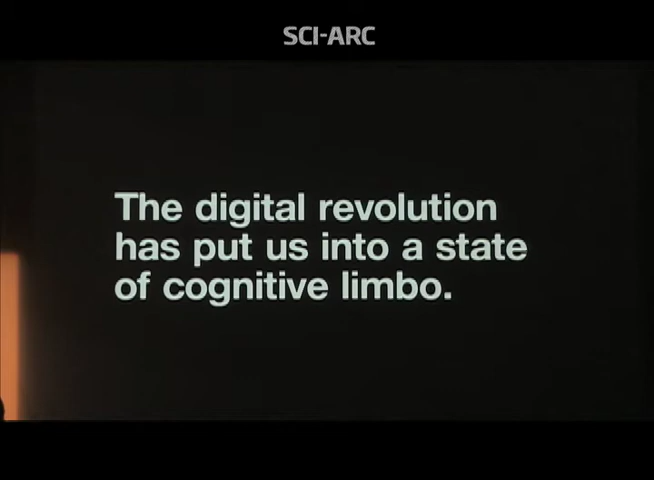 SCI-ARC
The digital revolution
has put us into a state
of cognitive limbo.